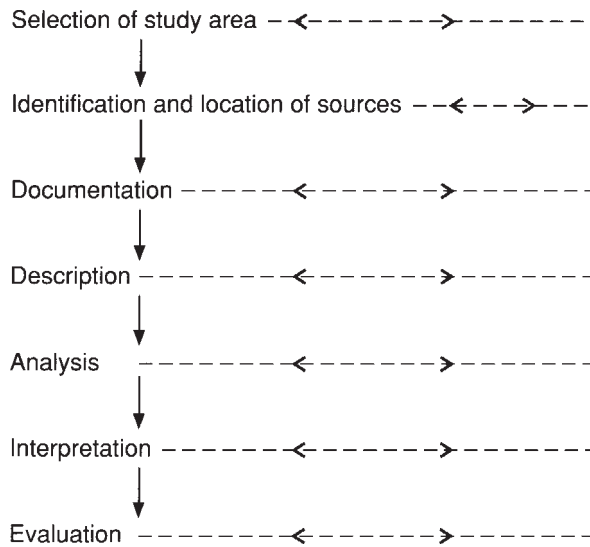 Selection of study area
Identification and location of sources
Documentation
Description
Analysis
Interpretation
Evaluation